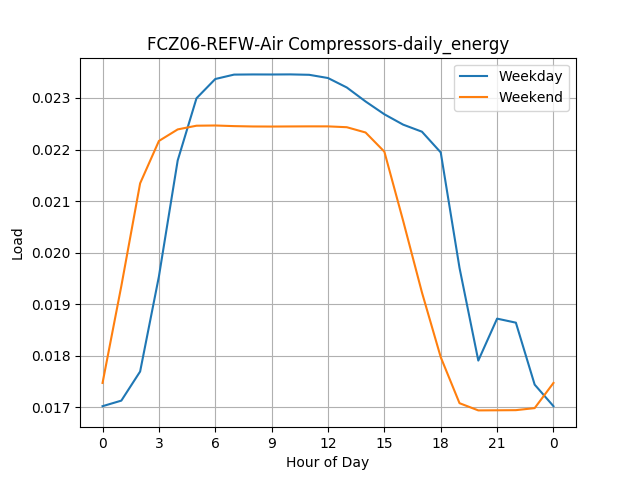 FCZ06-REFW-Air Compressors-daily_energy
Weekday
Weekend
0.023
0.022
0.021
0.020
0.019
0.018
0.017
Load
0 3 6 9 12 15 18 21 0
Hour of Day